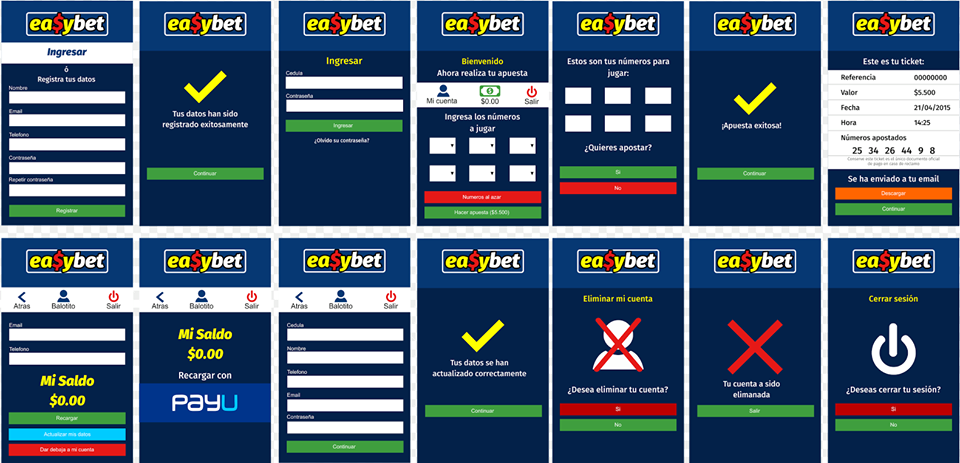 ea$ybet
Ingresar
ó
Registra tus datos
Nombre
Email
Telefono
Contraseña
Repetir contraseña
Registrar
ea$ybet
Tus datos han sido
registrado exitosamente
Continuar
ea$ybet
Ingresar
Cedula
Contraseña
Ingresar
¿Olvido su contraseña?
ea$ybet
Bienvenido
Ahora realiza tu apuesta
Mi cuenta
$0.00
Salir
Ingresa los números
a jugar
Numeros al azar
Hacer apuesta ($5.500)
ea$ybet
Estos son tus números para
jugar:
¿Quieres apostar?
Si
No
ea$ybet
¡Apuesta exitosa!
Continuar
ea$ybet
Este es tu ticket:
Referencia 00000000
Valor $5.500
Fecha 21/04/2015
Hora 14:25
Números apostados
25 34 26 44 9 8
Conserve este ticket es el único documento oficial
de pago en caso de reclamo
Se ha enviado a tu email
Descargar
Continuar
ea$ybet
Atras
Balotito
Salir
Email
Telefono
Mi Saldo
$0.00
Recargar
Actualizar mis datos
Dar debaja a mi cuenta
ea$ybet
Atras
Balotito
Salir
Mi Saldo
$0.00
Recargar con
PAYU
ea$ybet
Atras
Balotito
Salir
Cedula
Nombre
Telefono
Email
Contraseña
Continuar
ea$ybet
Tus datos se han
actualizado correctamente
Continuar
ea$ybet
Eliminar mi cuenta
¿Desea eliminar tu cuenta?
Si
No
ea$ybet
Tu cuenta a sido
elimanada
Salir
ea$ybet
Cerrar sesión
¿Deseas cerrar tu sesión?
Si
No